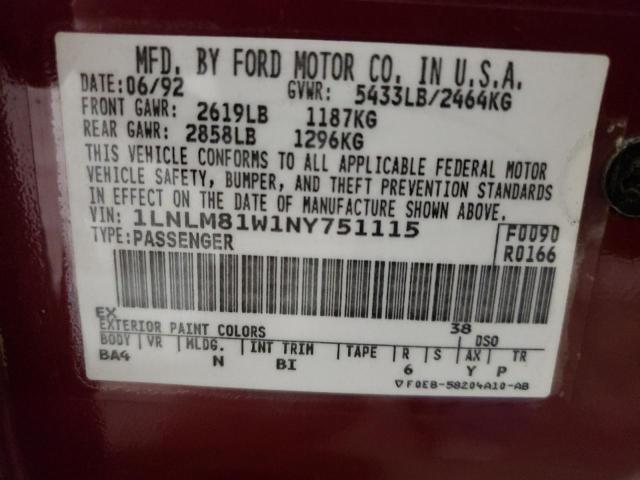 MFD. BY FORD MOTOR CO. IN U.S.A.
DATE: 06/92 GVWR: 5433LB/2464KG
FRONT GAWR: 2619LB 1187KG
REAR GAWR: 2858LB 1296KG
THIS VEHICLE CONFORMS TO ALL APPLICABLE FEDERAL MOTOR
VEHICLE SAFETY, BUMPER, AND THEFT PREVENTION STANDARDS
IN EFFECT ON THE DATE OF MANUFACTURE SHOWN ABOVE.
VIN: 1LNLM81W1NY751115 F0090
TYPE: PASSENGER R0166
EX 38
EXTERIOR PAINT COLORS DSO
BODY VR MLDG. INT TRIM TAPE R S AX TR
BA4 N BI 6 Y P
▽F0EB-58204A10-AB